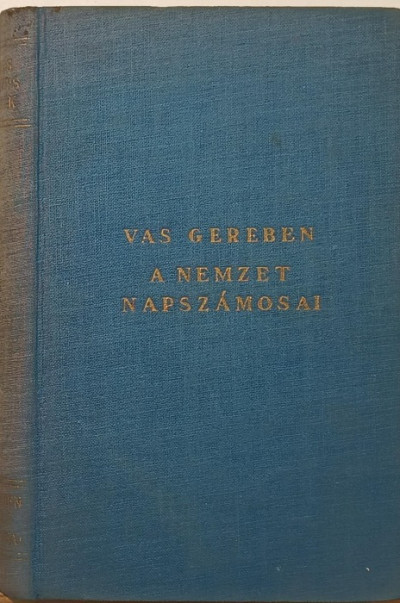 VAS GEREBEN
A NEMZET
NAPSZÁMOSAI